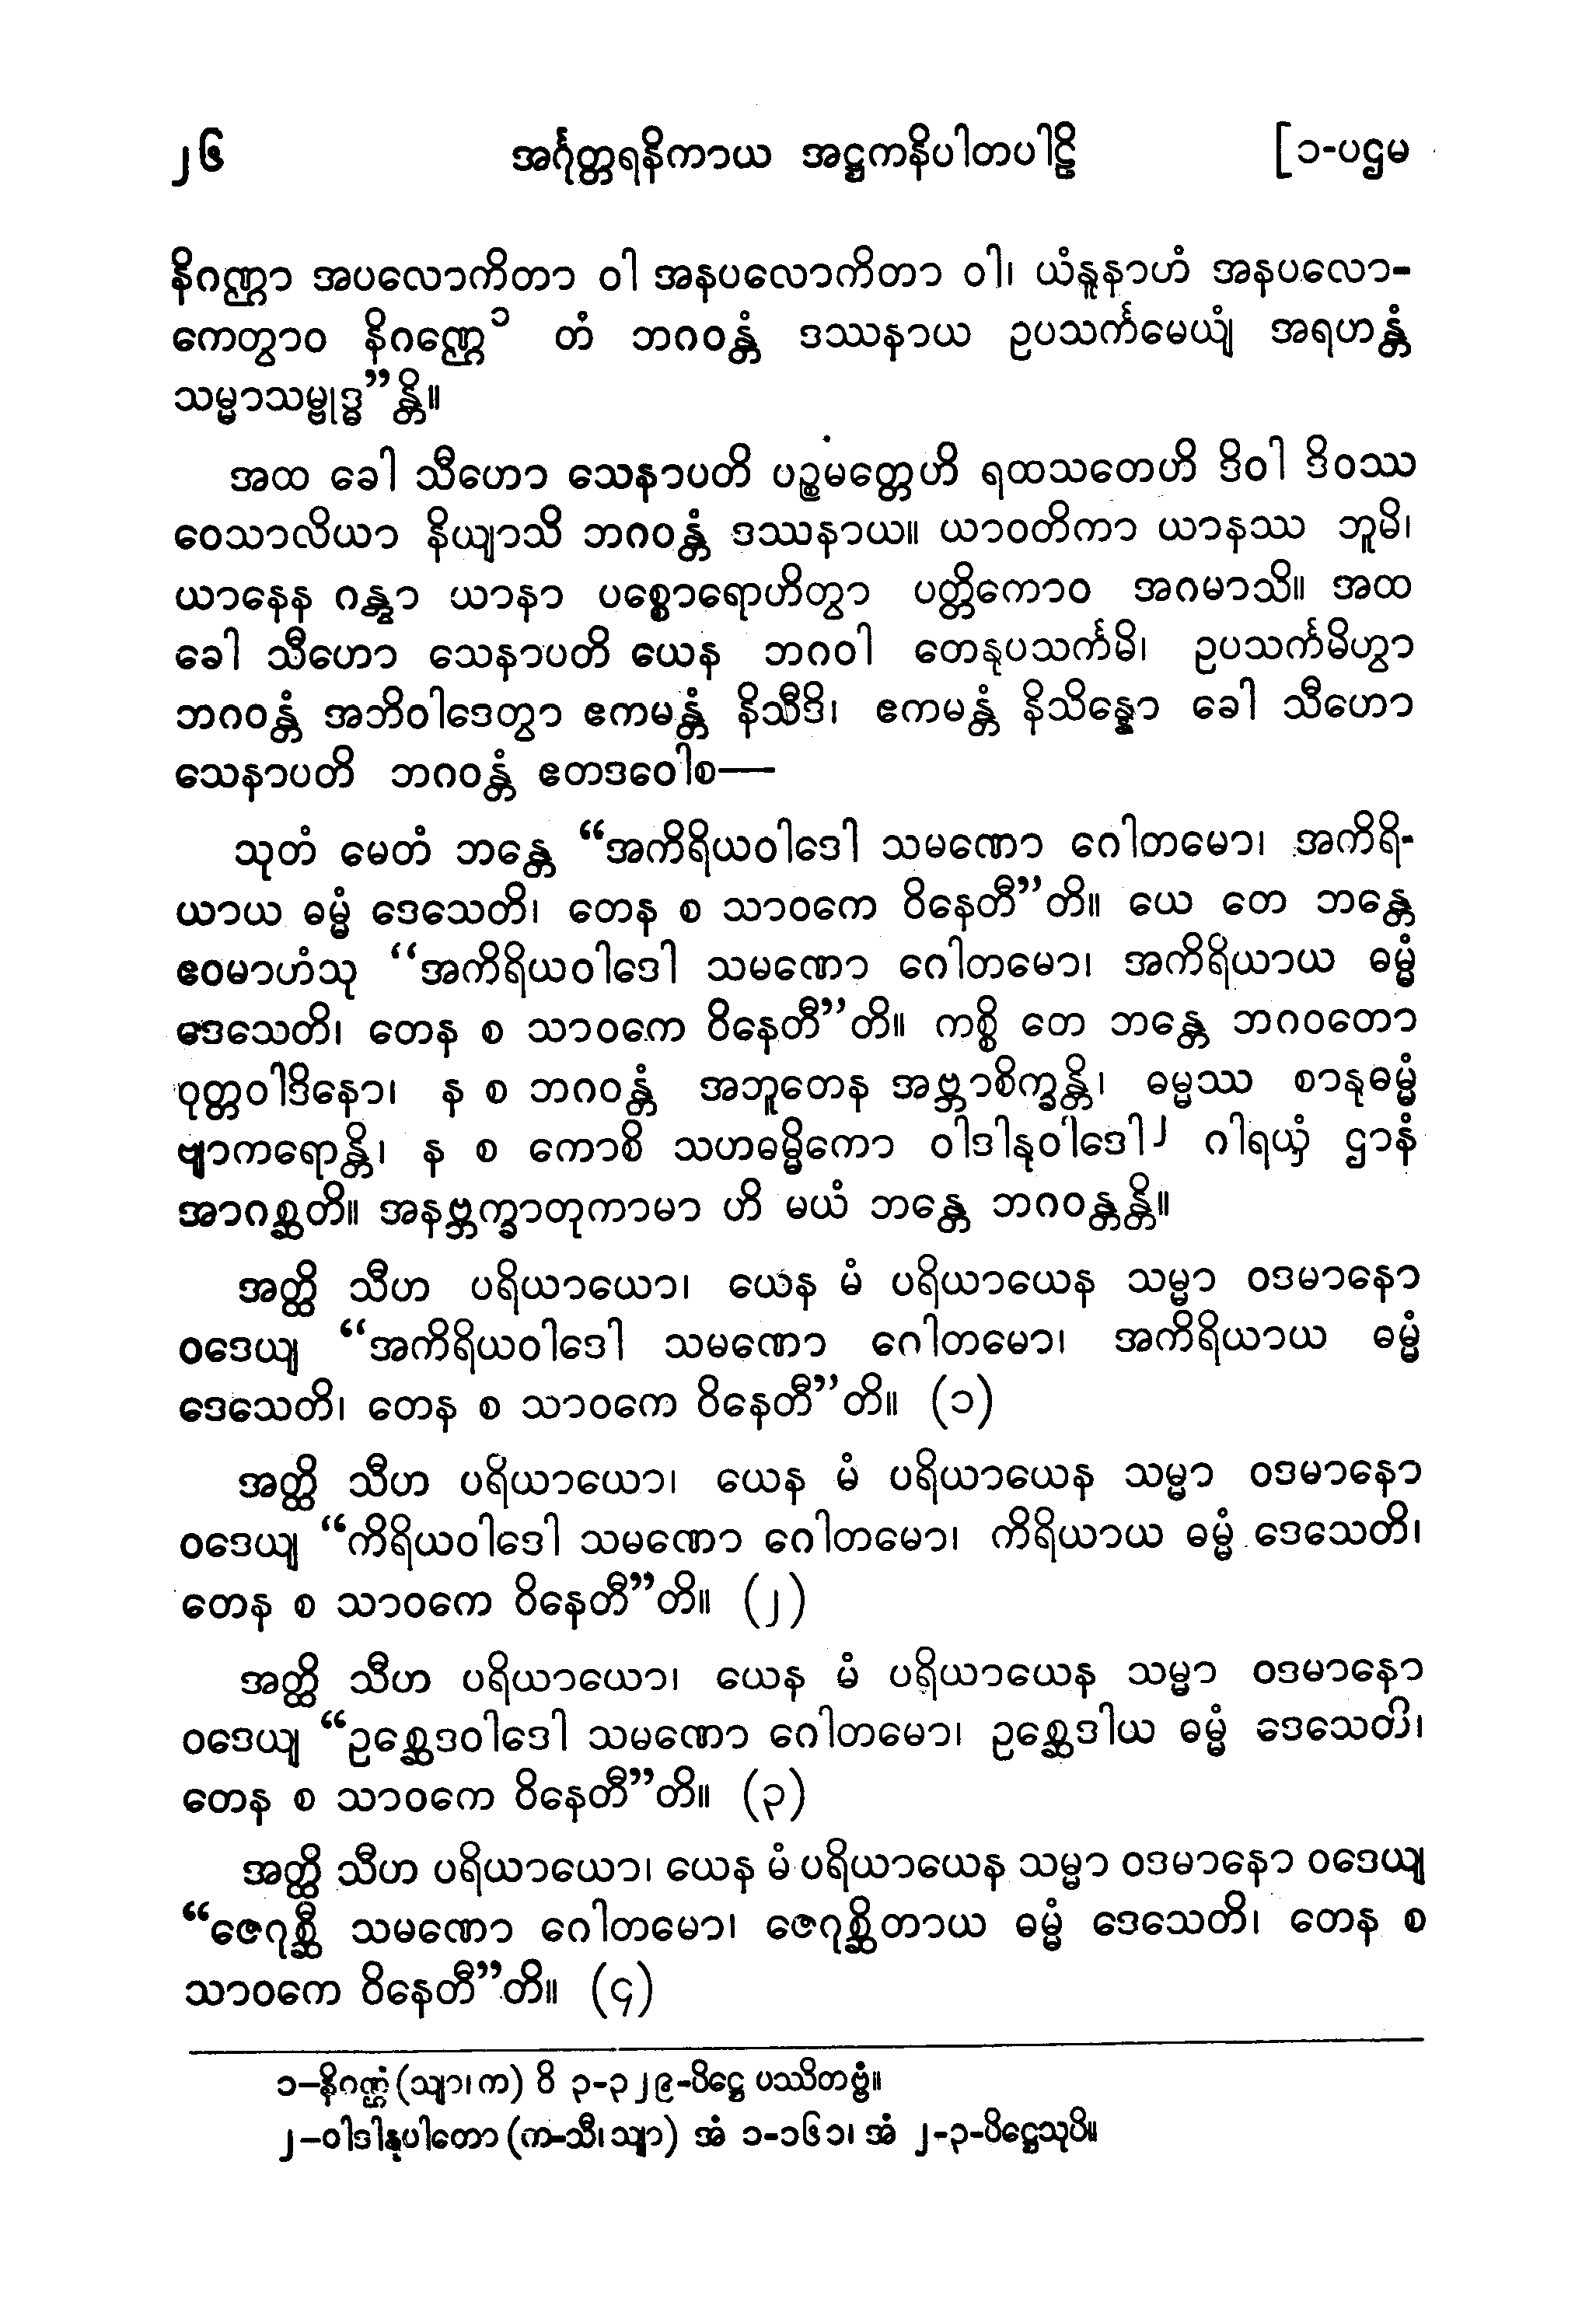 ၂၆ အင်္ဂုတ္တရနိကာယ အဋ္ဌကနိပါတပါဠိ [၁-ပဌမ
နိဂဏ္ဌာ အပလောကိတာ ဝါ အနပလောကိတာ ဝါ၊ ယံနူနာဟံ အနပလော-
ကေတွာဝ နိဂဏ္ဌေ ၁ တံ ဘဂဝန္တံ ဒဿနာယ ဥပသင်္ကမေယျံ အရဟန္တံ
သမ္မာသမ္ဗုဒ္ဓ”န္တိ။
အထ ခေါ သီဟော သေနာပတိ ပဉ္စမတ္တေဟိ ရထသတေဟိ ဒိဝါ ဒိဝဿ
ဝေသာလိယာ နိယျာသိ ဘဂဝန္တံ ဒဿနာယ။ ယာဝတိကာ ယာနဿ ဘူမိ၊
ယာနေန ဂန္တွာ ယာနာ ပစ္စောရောဟိတွာ ပတ္တိကောဝ အဂမာသိ။ အထ
ခေါ သီဟော သေနာပတိ ယေန ဘဂဝါ တေနုပသင်္ကမိ၊ ဥပသင်္ကမိတွာ
ဘဂဝန္တံ အဘိဝါဒေတွာ ဧကမန္တံ နိသီဒိ၊ ဧကမန္တံ နိသိန္နော ခေါ သီဟော
သေနာပတိ ဘဂဝန္တံ ဧတဒဝေါစ—
သုတံ မေတံ ဘန္တေ “အကိရိယဝါဒေါ သမဏော ဂေါတမော၊ အကိရိ-
ယာယ ဓမ္မံ ဒေသေတိ၊ တေန စ သာဝကေ ဝိနေတီ”တိ။ ယေ တေ ဘန္တေ
ဧဝမာဟံသု “အကိရိယဝါဒေါ သမဏော ဂေါတမော၊ အကိရိယာယ ဓမ္မံ
ဒေသေတိ၊ တေန စ သာဝကေ ဝိနေတီ”တိ။ ကစ္စိ တေ ဘန္တေ ဘဂဝတော
ဝုတ္တဝါဒိနော၊ န စ ဘဂဝန္တံ အဘူတေန အဗ္ဘာစိက္ခန္တိ၊ ဓမ္မဿ စာနုဓမ္မံ
ဗျာကရောန္တိ၊ န စ ကောစိ သဟဓမ္မိကော ဝါဒါနုဝါဒေါ ၂ ဂါရယှံ ဌာနံ
အာဂစ္ဆတိ။ အနဗ္ဘက္ခာတုကာမာ ဟိ မယံ ဘန္တေ ဘဂဝန္တန္တိ။
အတ္ထိ သီဟ ပရိယာယော၊ ယေန မံ ပရိယာယေန သမ္မာ ဝဒမာနော
ဝဒေယျ “အကိရိယဝါဒေါ သမဏော ဂေါတမော၊ အကိရိယာယ ဓမ္မံ
ဒေသေတိ၊ တေန စ သာဝကေ ဝိနေတီ”တိ။ (၁)
အတ္ထိ သီဟ ပရိယာယော၊ ယေန မံ ပရိယာယေန သမ္မာ ဝဒမာနော
ဝဒေယျ “ကိရိယဝါဒေါ သမဏော ဂေါတမော၊ ကိရိယာယ ဓမ္မံ ဒေသေတိ၊
တေန စ သာဝကေ ဝိနေတီ”တိ။ (၂)
အတ္ထိ သီဟ ပရိယာယော၊ ယေန မံ ပရိယာယေန သမ္မာ ဝဒမာနော
ဝဒေယျ “ဥစ္ဆေဒဝါဒေါ သမဏော ဂေါတမော၊ ဥစ္ဆေဒါယ ဓမ္မံ ဒေသေတိ၊
တေန စ သာဝကေ ဝိနေတီ”တိ။ (၃)
အတ္ထိ သီဟ ပရိယာယော၊ ယေန မံ ပရိယာယေန သမ္မာ ဝဒမာနော ဝဒေယျ
“ဇေဂုစ္ဆီ သမဏော ဂေါတမော၊ ဇေဂုစ္ဆိတာယ ဓမ္မံ ဒေသေတိ၊ တေန စ
သာဝကေ ဝိနေတီ”တိ။ (၄)
၁—နိဂဏ္ဌံ (သျာ၊ က) ဝိ ၃-၃၂၉-ပိဋ္ဌေ ပဿိတဗ္ဗံ။
၂—ဝါဒါနုပါတော (က-သီ၊ သျာ) အံ ၁-၁၆၁၊ အံ ၂-၃-ပိဋ္ဌေသုပိ။